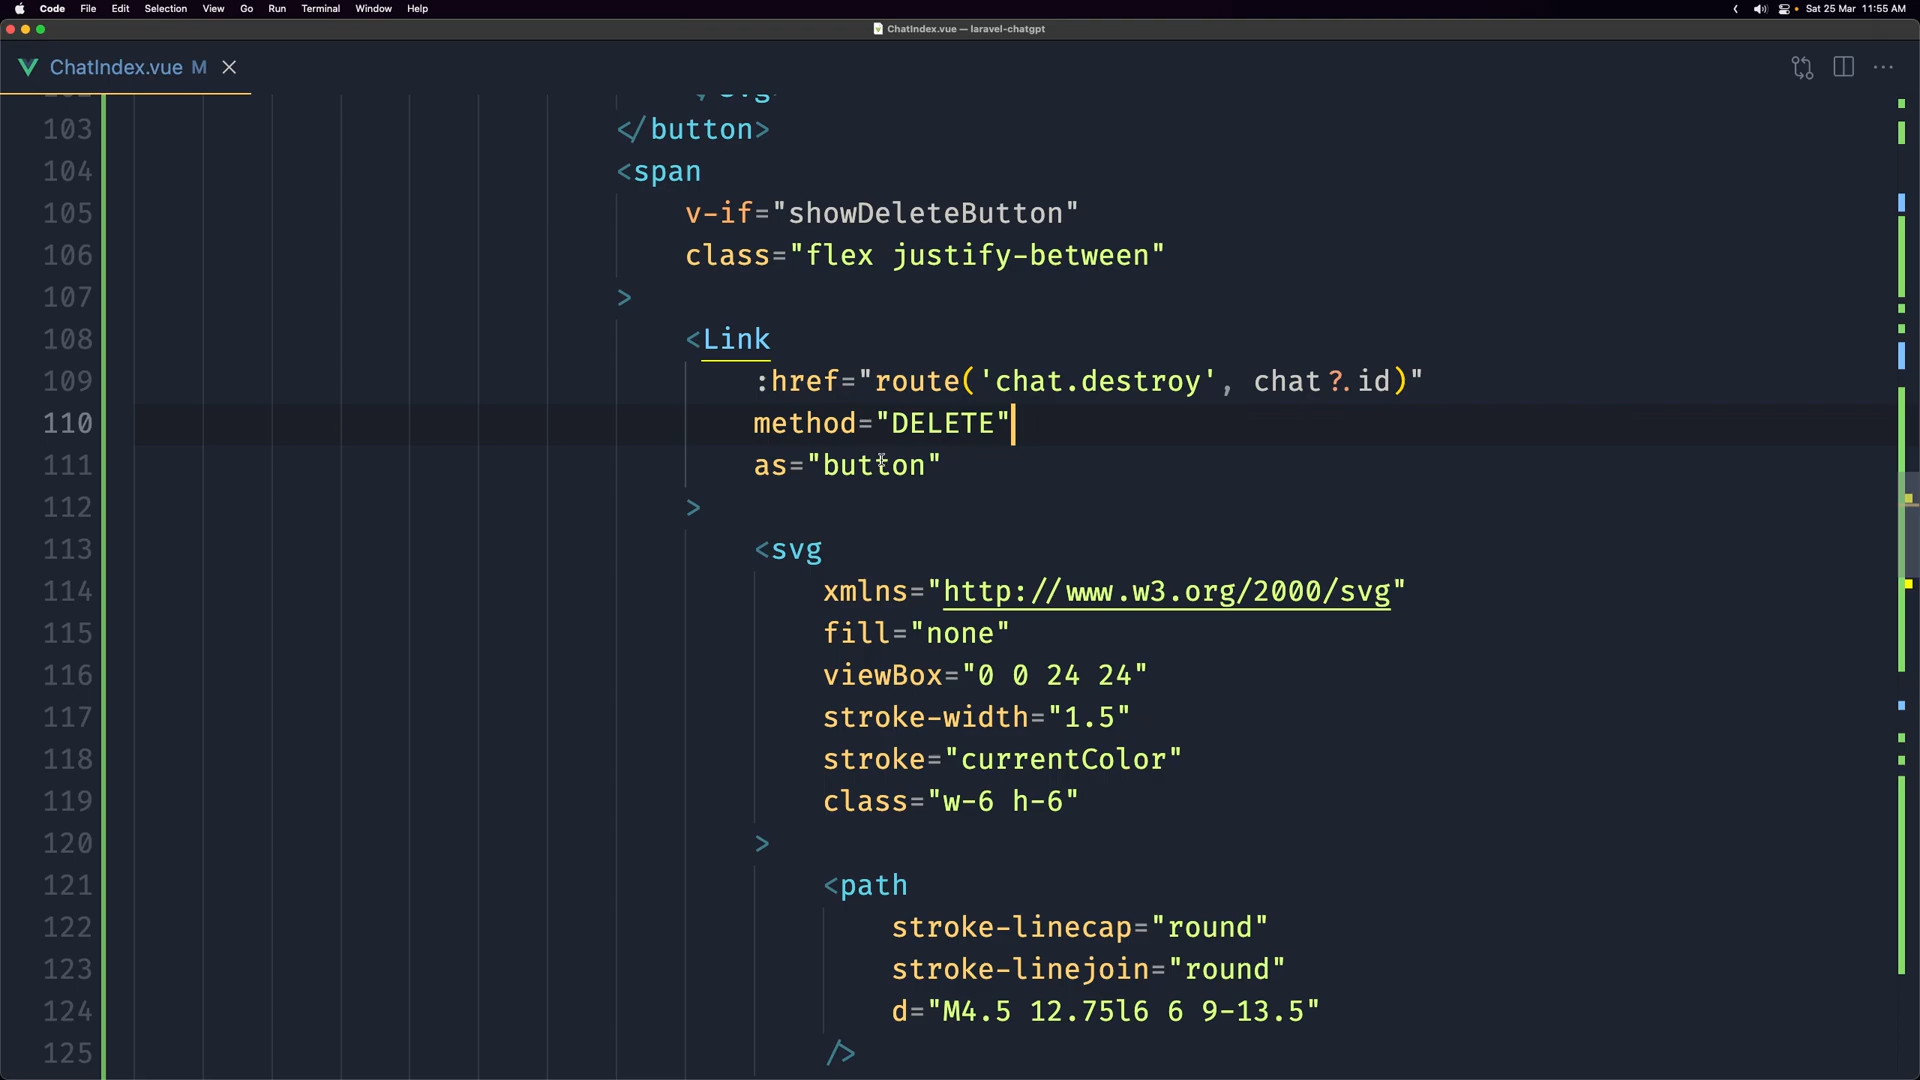 Code File Edit Selection View Go Run Terminal Window Help Sat 25 Mar 11:55 AM
ChatIndex.vue — laravel-chatgpt
ChatIndex.vue M
103 </button>
104 <span
105 v-if="showDeleteButton"
106 class="flex justify-between"
107 >
108 <Link
109 :href="route('chat.destroy', chat?.id)"
110 method="DELETE"
111 as="button"
112 >
113 <svg
114 xmlns="http://www.w3.org/2000/svg"
115 fill="none"
116 viewBox="0 0 24 24"
117 stroke-width="1.5"
118 stroke="currentColor"
119 class="w-6 h-6"
120 >
121 <path
122 stroke-linecap="round"
123 stroke-linejoin="round"
124 d="M4.5 12.75l6 6 9-13.5"
125 />